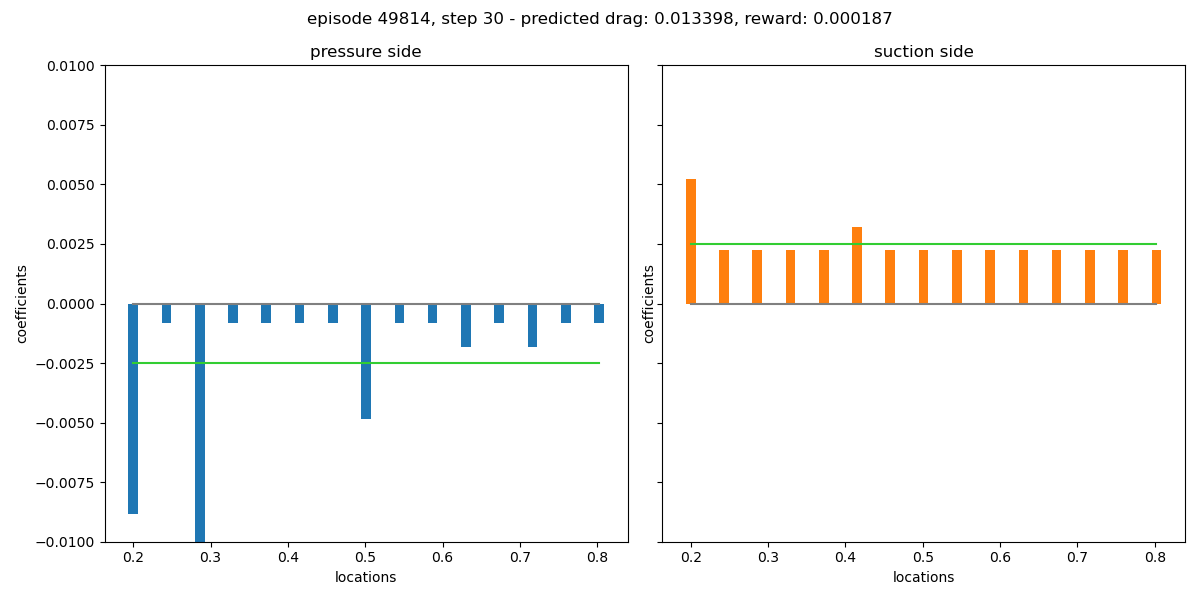 episode 49814, step 30 - predicted drag: 0.013398, reward: 0.000187
pressure side
suction side
0.0100
0.0075
0.0050
0.0025
0.0000
−0.0025
−0.0050
−0.0075
−0.0100
coefficients
coefficients
0.2 0.3 0.4 0.5 0.6 0.7 0.8
0.2 0.3 0.4 0.5 0.6 0.7 0.8
locations
locations